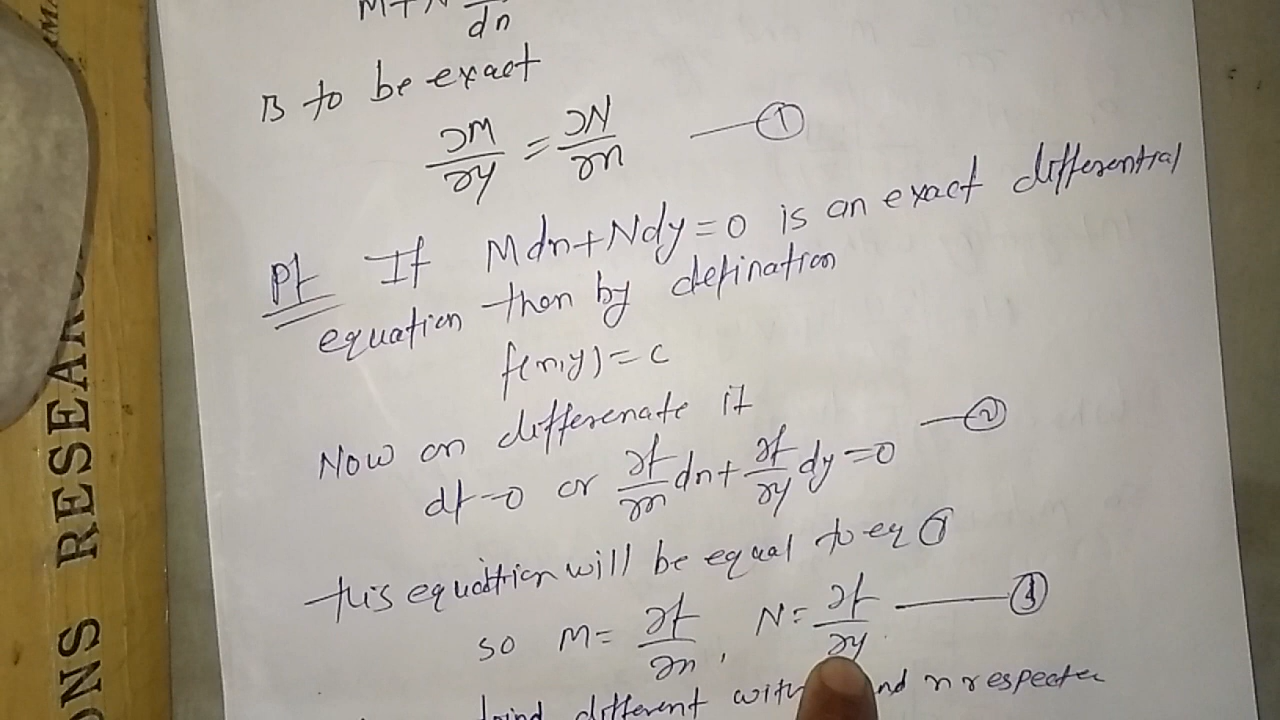 M+N
dn
is to be exact
∂M/∂y = ∂N/∂n — ①
Pf If Mdn+Ndy=0 is an exact differential
equation then by defination
f(n,y)=c
Now on differenate it
df=0 or ∂f/∂n dn + ∂f/∂y dy=0 — ②
this equation will be equal to eq ①
so M= ∂f/∂n, N= ∂f/∂y — ③
different with nd n respecte
RESEARC
ONS